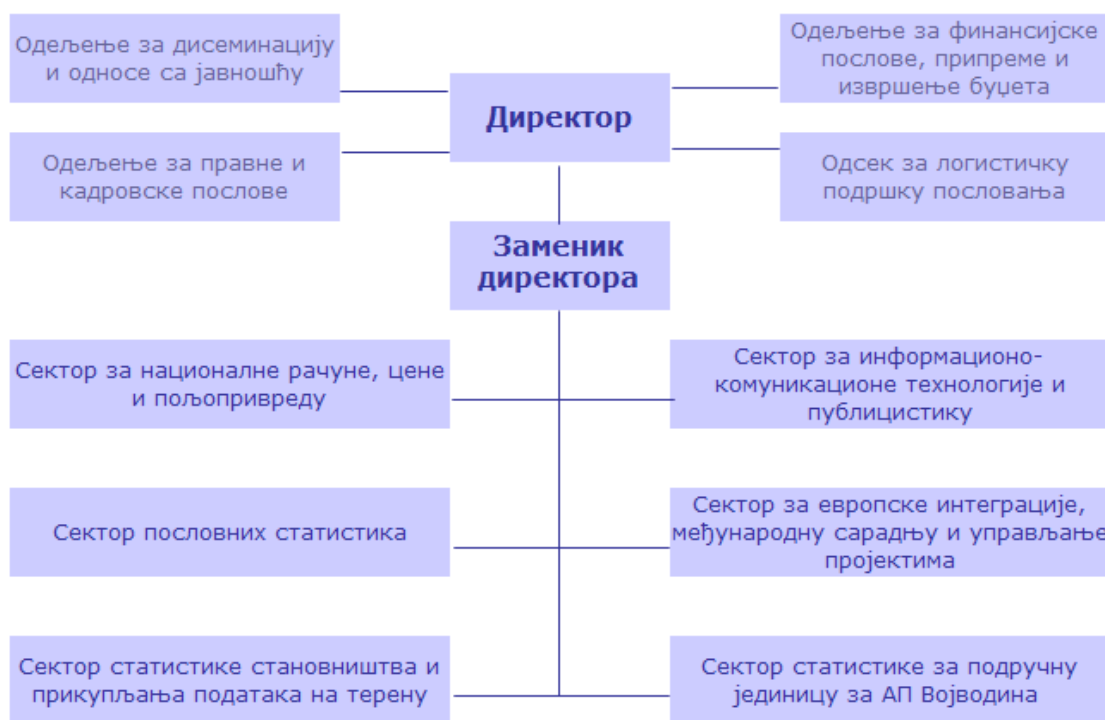 Одељење за дисеминацију
и односе са јавношћу
Одељење за финансијске
послове, припреме и
извршење буџета
Директор
Одељење за правне и
кадровске послове
Одсек за логистичку
подршку пословања
Заменик
директора
Сектор за националне рачуне, цене
и пољопривреду
Сектор за информационо-
комуникационе технологије и
публицистику
Сектор пословних статистика
Сектор за европске интеграције,
међународну сарадњу и управљање
пројектима
Сектор статистике становништва и
прикупљања података на терену
Сектор статистике за подручну
јединицу за АП Војводина